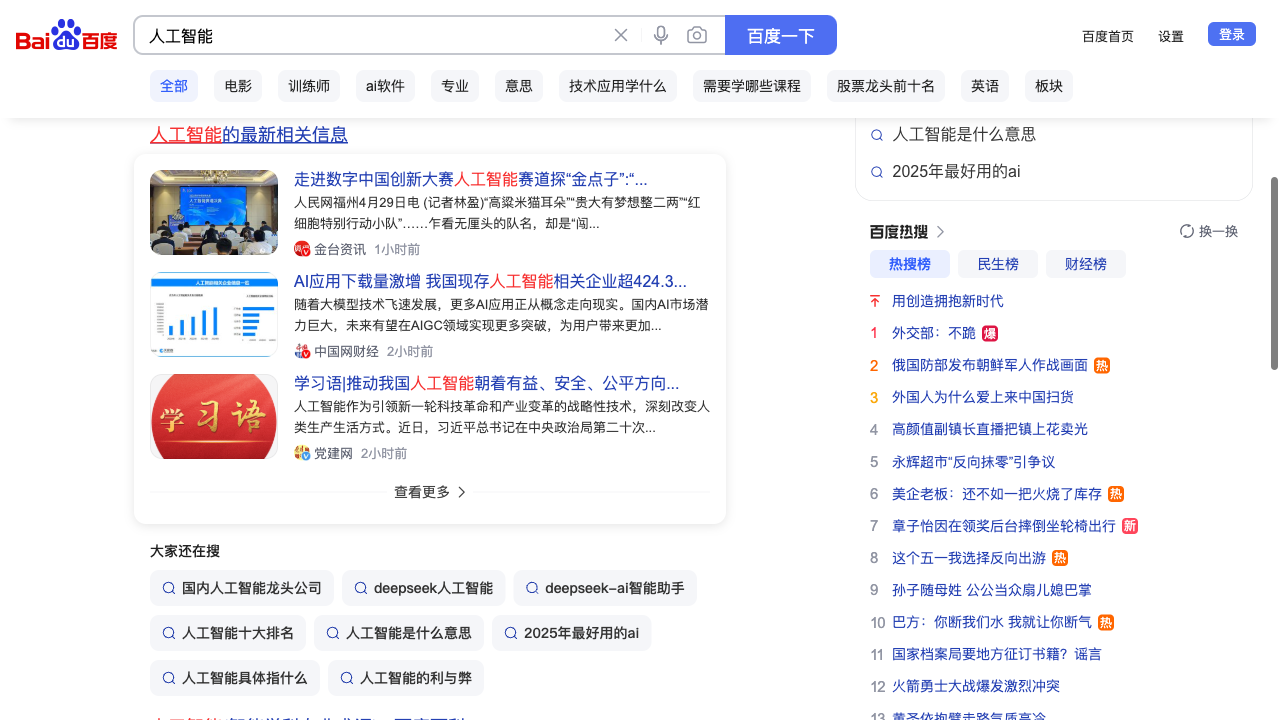 Baidu百度
人工智能
百度一下
百度首页
设置
登录
全部
电影
训练师
ai软件
专业
意思
技术应用学什么
需要学哪些课程
股票龙头前十名
英语
板块
人工智能的最新相关信息
走进数字中国创新大赛人工智能赛道探“金点子”:“...
人民网福州4月29日电 (记者林盈)“高粱米猫耳朵”“贵大有梦想整二两”“红
细胞特别行动小队”……乍看无厘头的队名，却是“闯...
金台资讯 1小时前
AI应用下载量激增 我国现存人工智能相关企业超424.3...
随着大模型技术飞速发展，更多AI应用正从概念走向现实。国内AI市场潜
力巨大，未来有望在AIGC领域实现更多突破，为用户带来更加...
中国网财经 2小时前
学习语
学习语|推动我国人工智能朝着有益、安全、公平方向...
人工智能作为引领新一轮科技革命和产业变革的战略性技术，深刻改变人
类生产生活方式。近日，习近平总书记在中央政治局第二十次...
党建网 2小时前
查看更多
大家还在搜
国内人工智能龙头公司
deepseek人工智能
deepseek-ai智能助手
人工智能十大排名
人工智能是什么意思
2025年最好用的ai
人工智能具体指什么
人工智能的利与弊
人工智能是什么意思
2025年最好用的ai
百度热搜
换一换
热搜榜
民生榜
财经榜
用创造拥抱新时代
1 外交部：不跪 爆
2 俄国防部发布朝鲜军人作战画面 热
3 外国人为什么爱上来中国扫货
4 高颜值副镇长直播把镇上花卖光
5 永辉超市“反向抹零”引争议
6 美企老板：还不如一把火烧了库存 热
7 章子怡因在领奖后台摔倒坐轮椅出行 新
8 这个五一我选择反向出游 热
9 孙子随母姓 公公当众扇儿媳巴掌
10 巴方：你断我们水 我就让你断气 热
11 国家档案局要地方征订书籍？谣言
12 火箭勇士大战爆发激烈冲突
13 黄圣依抱臂走路气质高冷